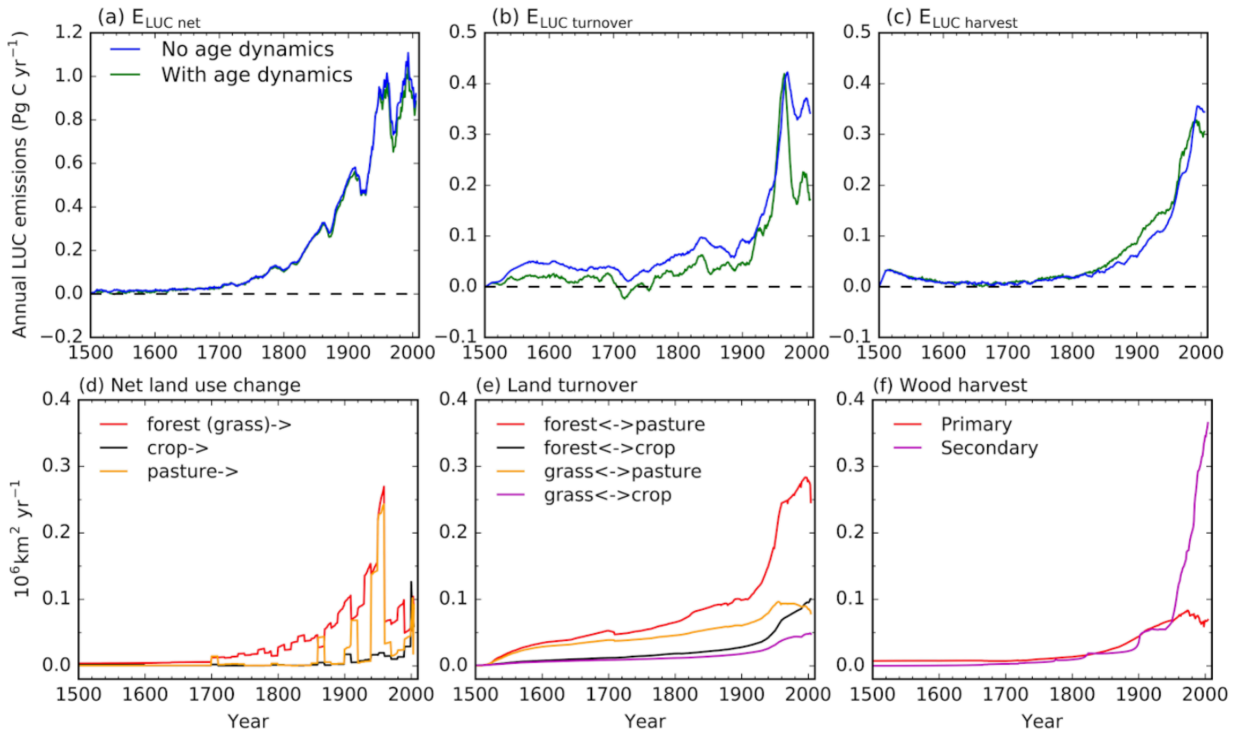 (a) E_LUC net
(b) E_LUC turnover
(c) E_LUC harvest
Annual LUC emissions (Pg C yr⁻¹)
1.2
1.0
0.8
0.6
0.4
0.2
0.0
−0.2
No age dynamics
With age dynamics
1500 1600 1700 1800 1900 2000
0.5
0.4
0.3
0.2
0.1
0.0
−0.1
1500 1600 1700 1800 1900 2000
0.5
0.4
0.3
0.2
0.1
0.0
−0.1
1500 1600 1700 1800 1900 2000
(d) Net land use change
(e) Land turnover
(f) Wood harvest
10⁶km² yr⁻¹
0.4
0.3
0.2
0.1
0.0
forest (grass)->
crop->
pasture->
1500 1600 1700 1800 1900 2000
Year
0.4
0.3
0.2
0.1
0.0
forest<->pasture
forest<->crop
grass<->pasture
grass<->crop
1500 1600 1700 1800 1900 2000
Year
0.4
0.3
0.2
0.1
0.0
Primary
Secondary
1500 1600 1700 1800 1900 2000
Year